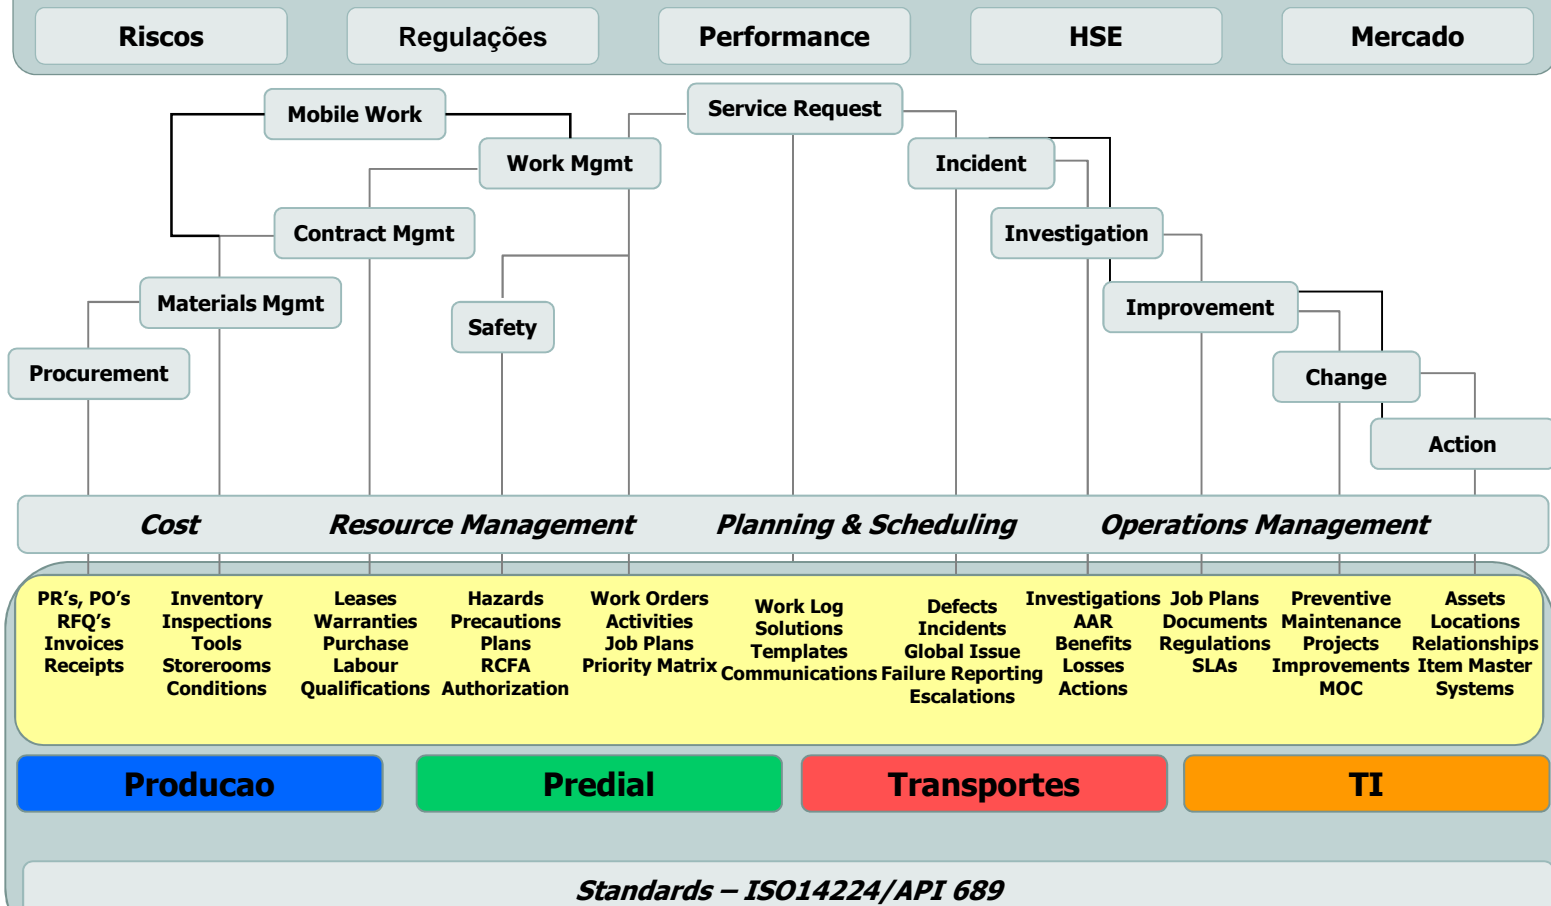 Riscos
Regulações
Performance
HSE
Mercado
Mobile Work
Service Request
Work Mgmt
Incident
Contract Mgmt
Investigation
Materials Mgmt
Improvement
Safety
Procurement
Change
Action
Cost
Resource Management
Planning & Scheduling
Operations Management
PR's, PO's
RFQ's
Invoices
Receipts
Inventory
Inspections
Tools
Storerooms
Conditions
Leases
Warranties
Purchase
Labour
Qualifications
Hazards
Precautions
Plans
RCFA
Authorization
Work Orders
Activities
Job Plans
Priority Matrix
Work Log
Solutions
Templates
Communications
Defects
Incidents
Global Issue
Failure Reporting
Escalations
Investigations
AAR
Benefits
Losses
Actions
Job Plans
Documents
Regulations
SLAs
Preventive
Maintenance
Projects
Improvements
MOC
Assets
Locations
Relationships
Item Master
Systems
Producao
Predial
Transportes
TI
Standards – ISO14224/API 689